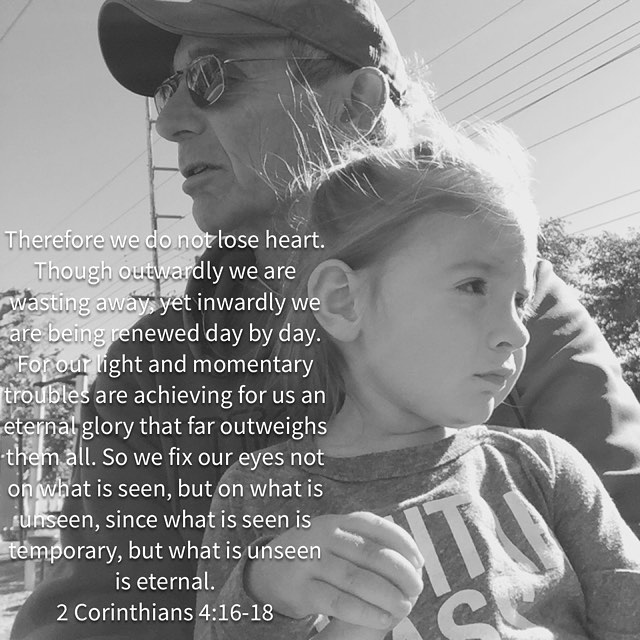 Therefore we do not lose heart.
Though outwardly we are
wasting away, yet inwardly we
are being renewed day by day.
For our light and momentary
troubles are achieving for us an
eternal glory that far outweighs
them all. So we fix our eyes not
on what is seen, but on what is
unseen, since what is seen is
temporary, but what is unseen
is eternal.
2 Corinthians 4:16-18